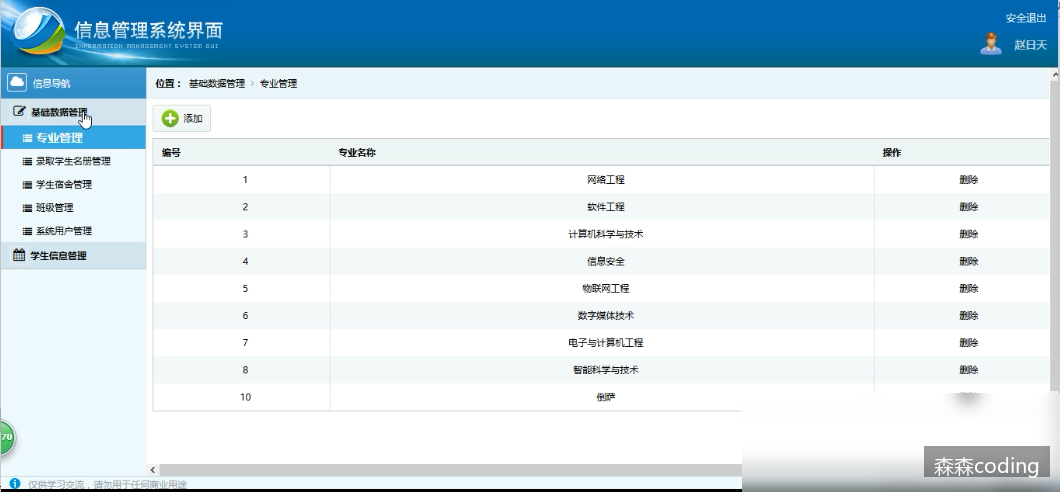 信息管理系统界面
INFORMATION MANAGEMENT SYSTEM GUI
安全退出
赵日天
信息导航
位置： 基础数据管理 > 专业管理
基础数据管理
添加
专业管理
录取学生名册管理
学生宿舍管理
班级管理
系统用户管理
学生信息管理
编号 专业名称 操作
1 网络工程 删除
2 软件工程 删除
3 计算机科学与技术 删除
4 信息安全 删除
5 物联网工程 删除
6 数字媒体技术 删除
7 电子与计算机工程 删除
8 智能科学与技术 删除
10 倒萨
70
森森coding
仅供学习交流，请勿用于任何商业用途